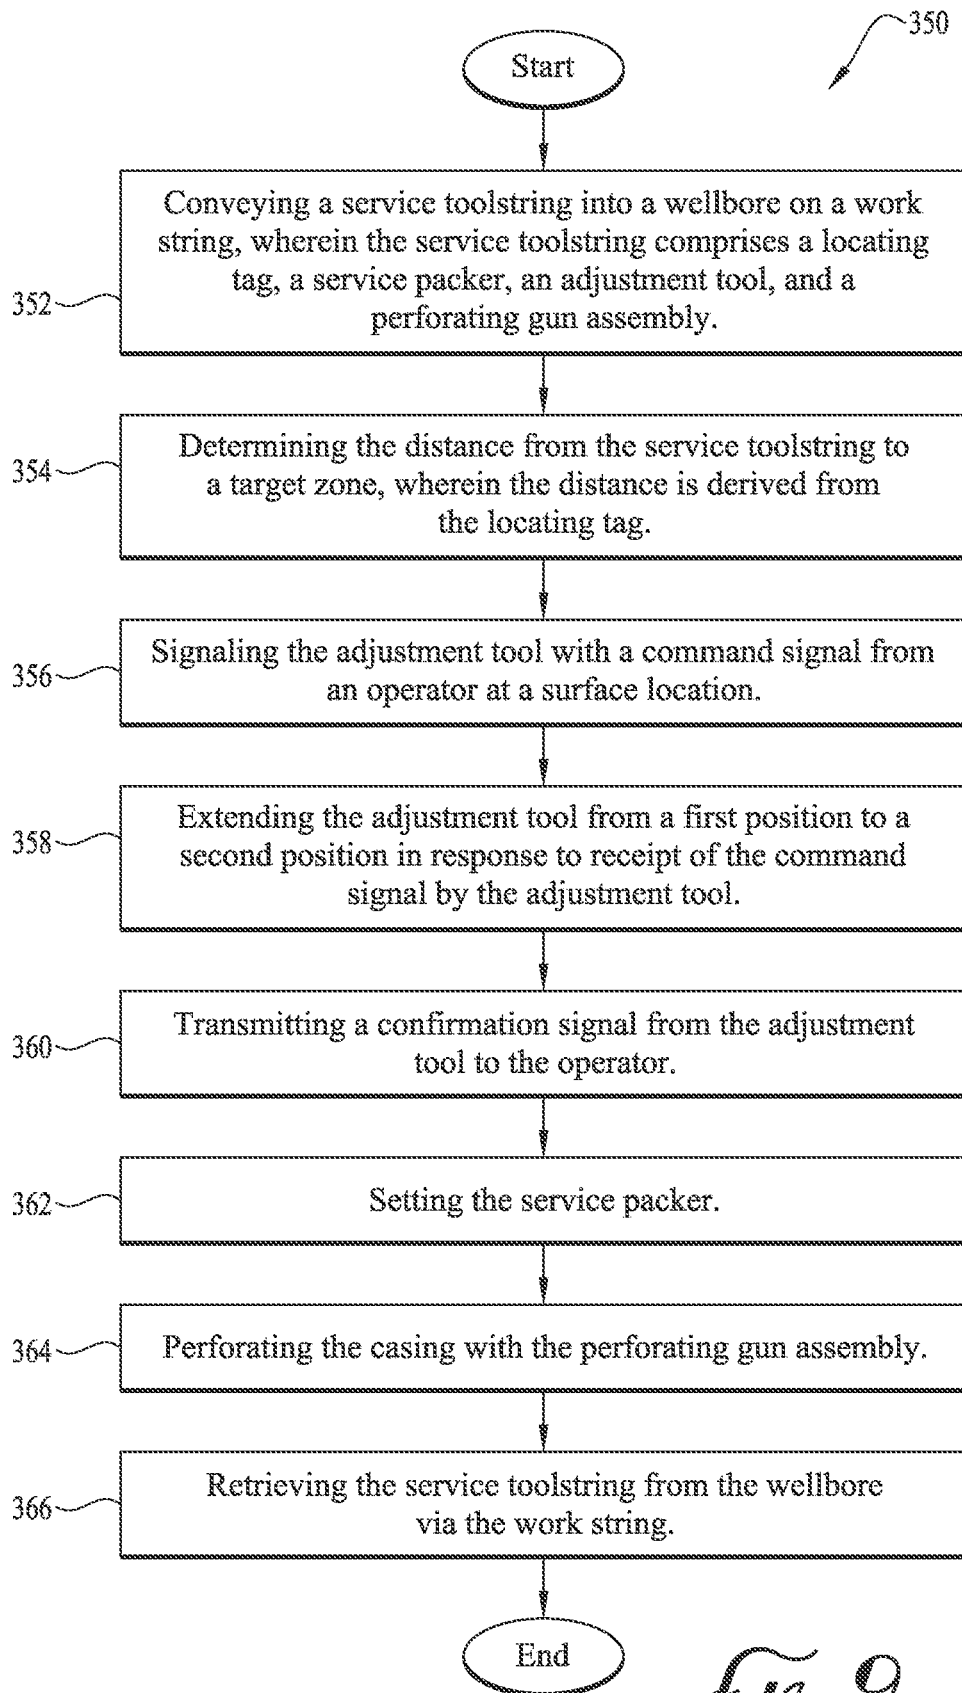 350
Start
Conveying a service toolstring into a wellbore on a work
string, wherein the service toolstring comprises a locating
tag, a service packer, an adjustment tool, and a
perforating gun assembly.
352
Determining the distance from the service toolstring to
a target zone, wherein the distance is derived from
the locating tag.
354
Signaling the adjustment tool with a command signal from
an operator at a surface location.
356
Extending the adjustment tool from a first position to a
second position in response to receipt of the command
signal by the adjustment tool.
358
Transmitting a confirmation signal from the adjustment
tool to the operator.
360
Setting the service packer.
362
Perforating the casing with the perforating gun assembly.
364
Retrieving the service toolstring from the wellbore
via the work string.
366
End